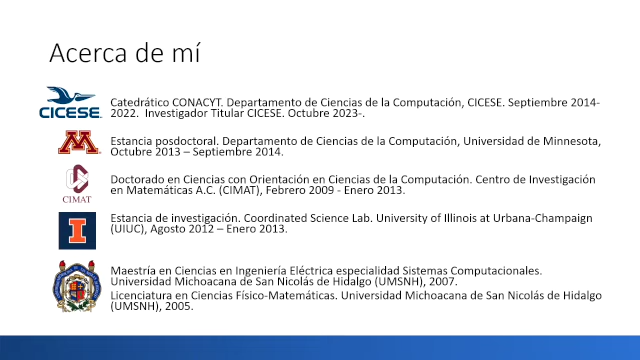 Acerca de mí
CICESE
Catedrático CONACYT. Departamento de Ciencias de la Computación, CICESE. Septiembre 2014-
2022.  Investigador Titular CICESE. Octubre 2023-.
M
Estancia posdoctoral. Departamento de Ciencias de la Computación, Universidad de Minnesota,
Octubre 2013 – Septiembre 2014.
CIMAT
Doctorado en Ciencias con Orientación en Ciencias de la Computación. Centro de Investigación
en Matemáticas A.C. (CIMAT), Febrero 2009 - Enero 2013.
I
Estancia de investigación. Coordinated Science Lab. University of Illinois at Urbana-Champaign
(UIUC), Agosto 2012 – Enero 2013.
Maestría en Ciencias en Ingeniería Eléctrica especialidad Sistemas Computacionales.
Universidad Michoacana de San Nicolás de Hidalgo (UMSNH), 2007.
Licenciatura en Ciencias Físico-Matemáticas. Universidad Michoacana de San Nicolás de Hidalgo
(UMSNH), 2005.